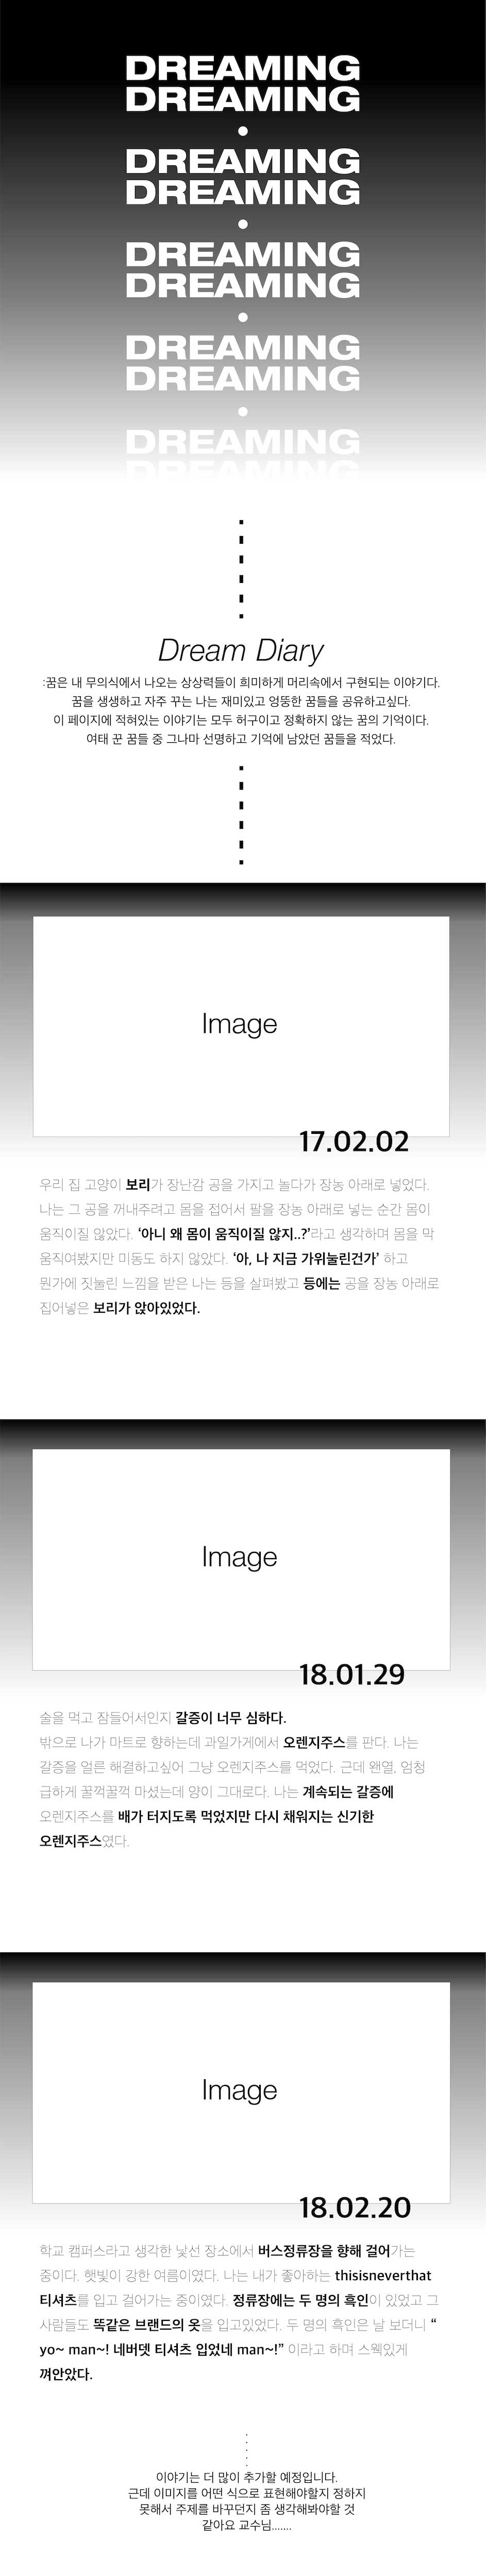 DREAMING
DREAMING
DREAMING
DREAMING
DREAMING
DREAMING
DREAMING
DREAMING
DREAMING
DREAMING
Dream Diary
:꿈은 내 무의식에서 나오는 상상력들이 희미하게 머리속에서 구현되는 이야기다.
꿈을 생생하고 자주 꾸는 나는 재미있고 엉뚱한 꿈들을 공유하고싶다.
이 페이지에 적혀있는 이야기는 모두 허구이고 정확하지 않는 꿈의 기억이다.
여태 꾼 꿈들 중 그나마 선명하고 기억에 남았던 꿈들을 적었다.
Image
17.02.02
우리 집 고양이 보리가 장난감 공을 가지고 놀다가 장농 아래로 넣었다.
나는 그 공을 꺼내주려고 몸을 접어서 팔을 장농 아래로 넣는 순간 몸이
움직이질 않았다. ‘아니 왜 몸이 움직이질 않지..?’라고 생각하며 몸을 막
움직여봤지만 미동도 하지 않았다. ‘아, 나 지금 가위눌린건가’ 하고
뭔가에 짓눌린 느낌을 받은 나는 등을 살펴봤고 등에는 공을 장농 아래로
집어넣은 보리가 앉아있었다.
Image
18.01.29
술을 먹고 잠들어서인지 갈증이 너무 심하다.
밖으로 나가 마트로 향하는데 과일가게에서 오렌지주스를 판다. 나는
갈증을 얼른 해결하고싶어 그냥 오렌지주스를 먹었다. 근데 왠열, 엄청
급하게 꿀꺽꿀꺽 마셨는데 양이 그대로다. 나는 계속되는 갈증에
오렌지주스를 배가 터지도록 먹었지만 다시 채워지는 신기한
오렌지주스였다.
Image
18.02.20
학교 캠퍼스라고 생각한 낯선 장소에서 버스정류장을 향해 걸어가는
중이다. 햇빛이 강한 여름이였다. 나는 내가 좋아하는 thisisneverthat
티셔츠를 입고 걸어가는 중이였다. 정류장에는 두 명의 흑인이 있었고 그
사람들도 똑같은 브랜드의 옷을 입고있었다. 두 명의 흑인은 날 보더니 “
yo~ man~! 네버뎃 티셔츠 입었네 man~!” 이라고 하며 스웩있게
껴안았다.
이야기는 더 많이 추가할 예정입니다.
근데 이미지를 어떤 식으로 표현해야할지 정하지
못해서 주제를 바꾸던지 좀 생각해봐야할 것
같아요 교수님.......